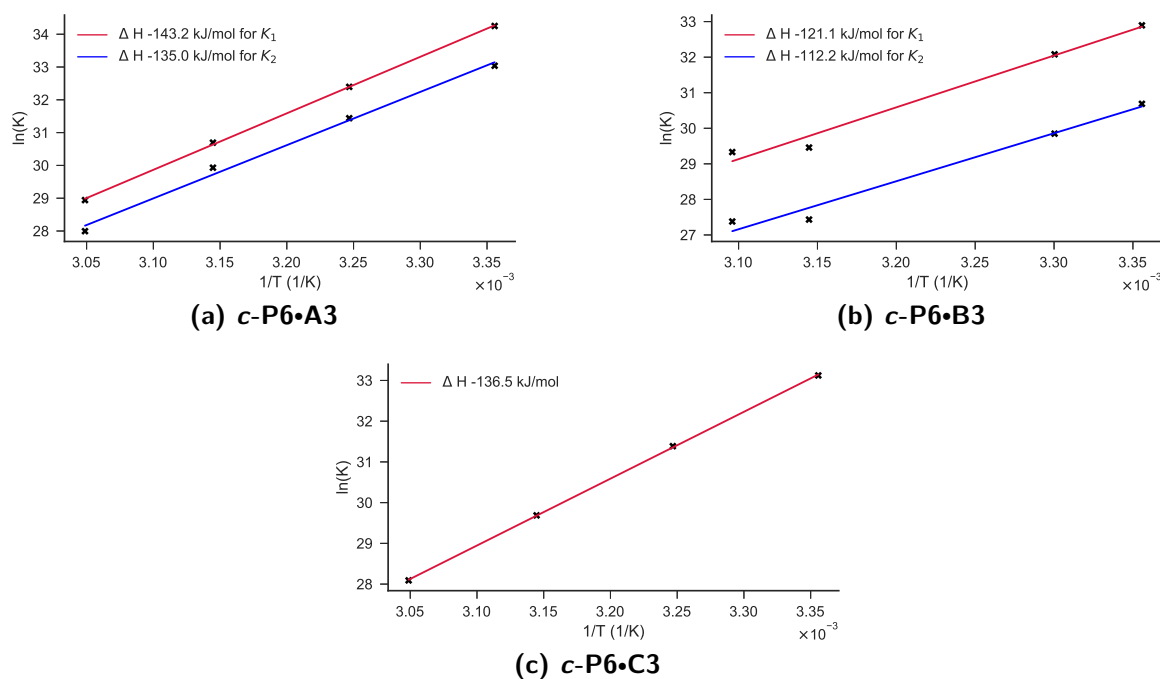 Δ H -143.2 kJ/mol for K₁
Δ H -135.0 kJ/mol for K₂
34
33
32
31
30
29
28
ln(K)
3.05 3.10 3.15 3.20 3.25 3.30 3.35
1/T (1/K)
×10⁻³
(a) c-P6•A3
Δ H -121.1 kJ/mol for K₁
Δ H -112.2 kJ/mol for K₂
33
32
31
30
29
28
27
ln(K)
3.10 3.15 3.20 3.25 3.30 3.35
1/T (1/K)
×10⁻³
(b) c-P6•B3
Δ H -136.5 kJ/mol
33
32
31
30
29
28
ln(K)
3.05 3.10 3.15 3.20 3.25 3.30 3.35
1/T (1/K)
×10⁻³
(c) c-P6•C3